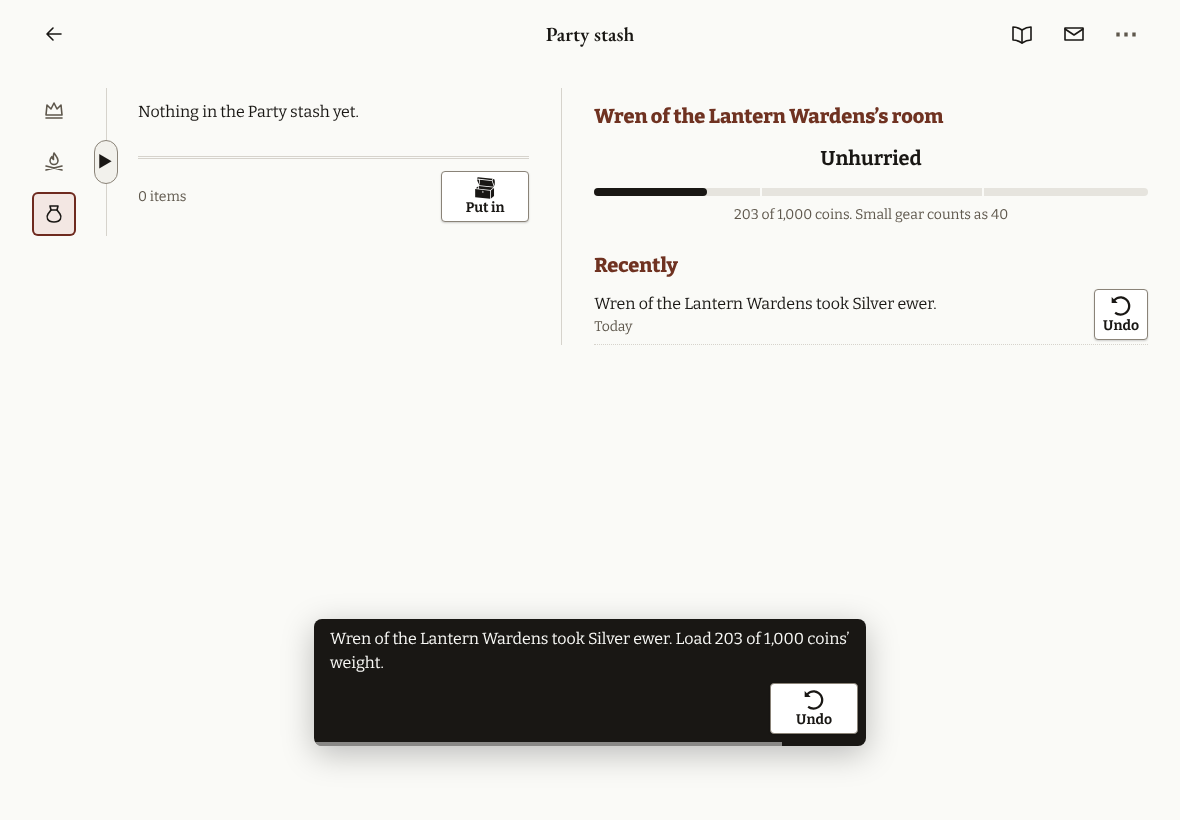 Party stash
Nothing in the Party stash yet.
0 items
Put in
Wren of the Lantern Wardens’s room
Unhurried
203 of 1,000 coins. Small gear counts as 40
Recently
Wren of the Lantern Wardens took Silver ewer.
Today
Undo
Wren of the Lantern Wardens took Silver ewer. Load 203 of 1,000 coins’
weight.
Undo